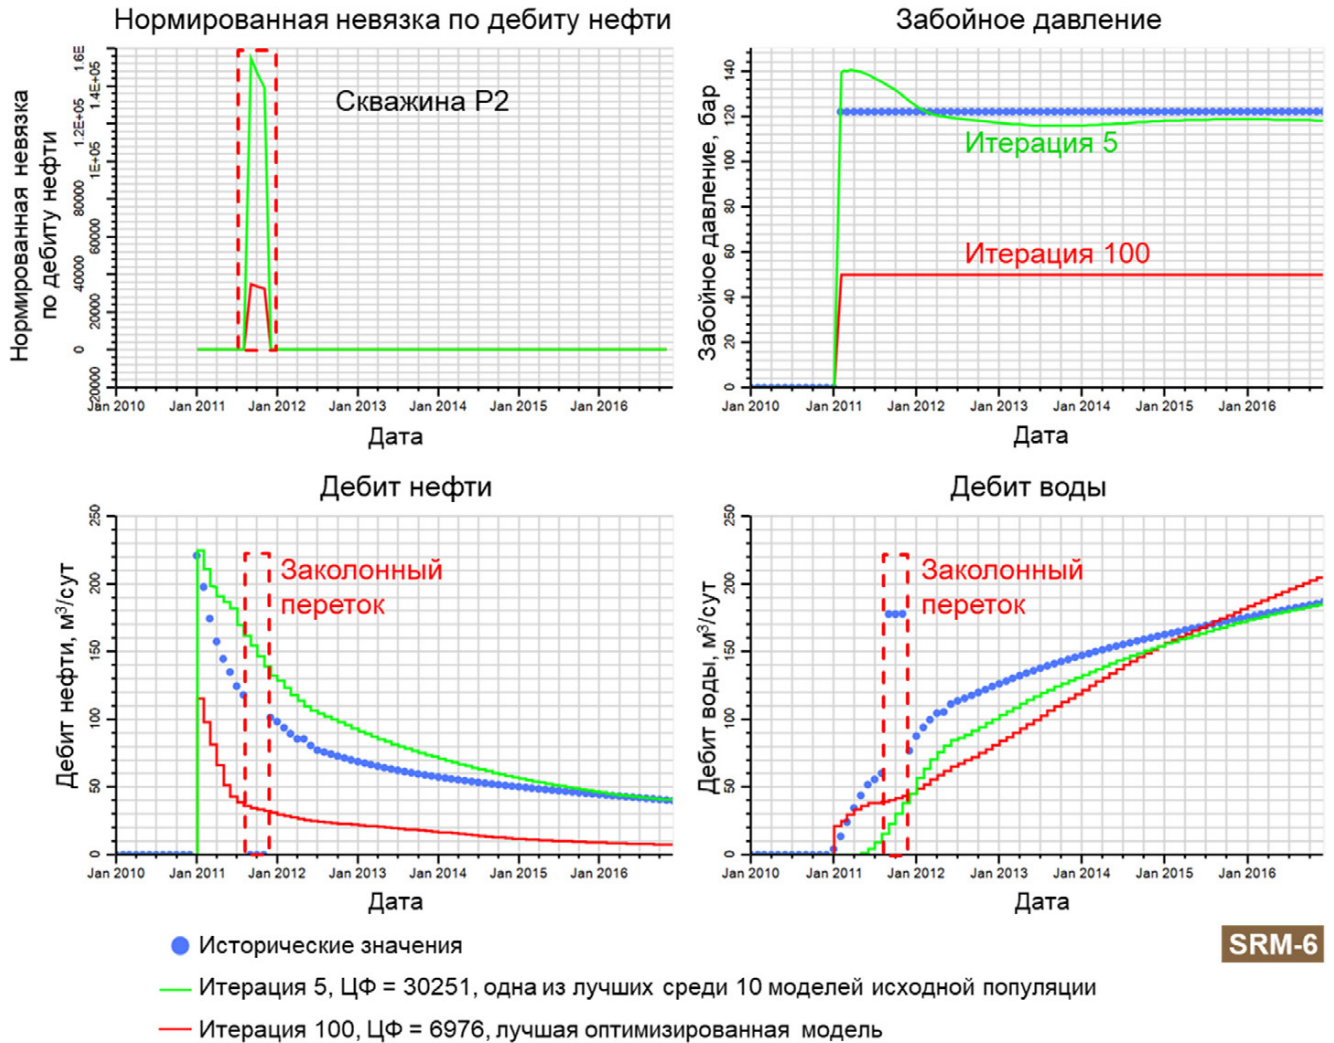 Нормированная невязка по дебиту нефти
Нормированная невязка
по дебиту нефти
1.6E
1.4E+05
1.2E+05
1E+05
80000
60000
40000
20000
0
20000
Скважина P2
Jan 2010 Jan 2011 Jan 2012 Jan 2013 Jan 2014 Jan 2015 Jan 2016
Дата
Забойное давление
Забойное давление, бар
140
120
100
80
60
40
20
0
Итерация 5
Итерация 100
Jan 2010 Jan 2011 Jan 2012 Jan 2013 Jan 2014 Jan 2015 Jan 2016
Дата
Дебит нефти
Дебит нефти, м³/сут
250
200
150
100
50
0
Заколонный
переток
Jan 2010 Jan 2011 Jan 2012 Jan 2013 Jan 2014 Jan 2015 Jan 2016
Дата
Дебит воды
Дебит воды, м³/сут
250
200
150
100
50
0
Заколонный
переток
Jan 2010 Jan 2011 Jan 2012 Jan 2013 Jan 2014 Jan 2015 Jan 2016
Дата
Исторические значения
SRM-6
Итерация 5, ЦФ = 30251, одна из лучших среди 10 моделей исходной популяции
Итерация 100, ЦФ = 6976, лучшая оптимизированная модель